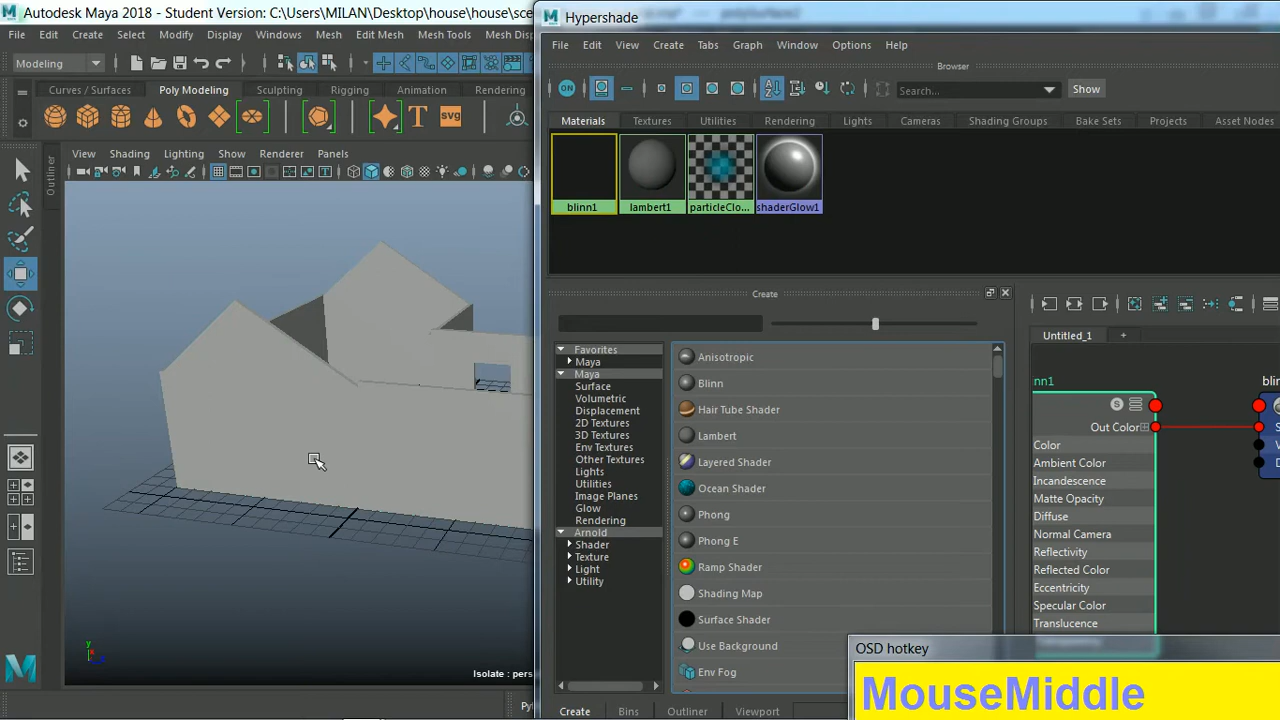 Autodesk Maya 2018 - Student Version: C:\Users\MILAN\Desktop\house\house\sce
Hypershade
File Edit Create Select Modify Display Windows Mesh Edit Mesh Mesh Tools Mesh Disp
File Edit View Create Tabs Graph Window Options Help
Modeling
Browser
Curves / Surfaces Poly Modeling Sculpting Rigging Animation Rendering
ON
Search...
Show
T svg
Materials Textures Utilities Rendering Lights Cameras Shading Groups Bake Sets Projects Asset Nodes
View Shading Lighting Show Renderer Panels
Outliner
blinn1 lambert1 particleClo... shaderGlow1
Create
Untitled_1 +
Favorites
Maya
Maya
Surface
Volumetric
Displacement
2D Textures
3D Textures
Env Textures
Other Textures
Lights
Utilities
Image Planes
Glow
Rendering
Arnold
Shader
Texture
Light
Utility
Anisotropic
Blinn
Hair Tube Shader
Lambert
Layered Shader
Ocean Shader
Phong
Phong E
Ramp Shader
Shading Map
Surface Shader
Use Background
Env Fog
nn1
blin
S
Out Color
Color
Ambient Color
Incandescence
Matte Opacity
Diffuse
Normal Camera
Reflectivity
Reflected Color
Eccentricity
Specular Color
Translucence
S
V
D
y
Isolate : pers
OSD hotkey
MouseMiddle
Create Bins Outliner Viewport
Pyt